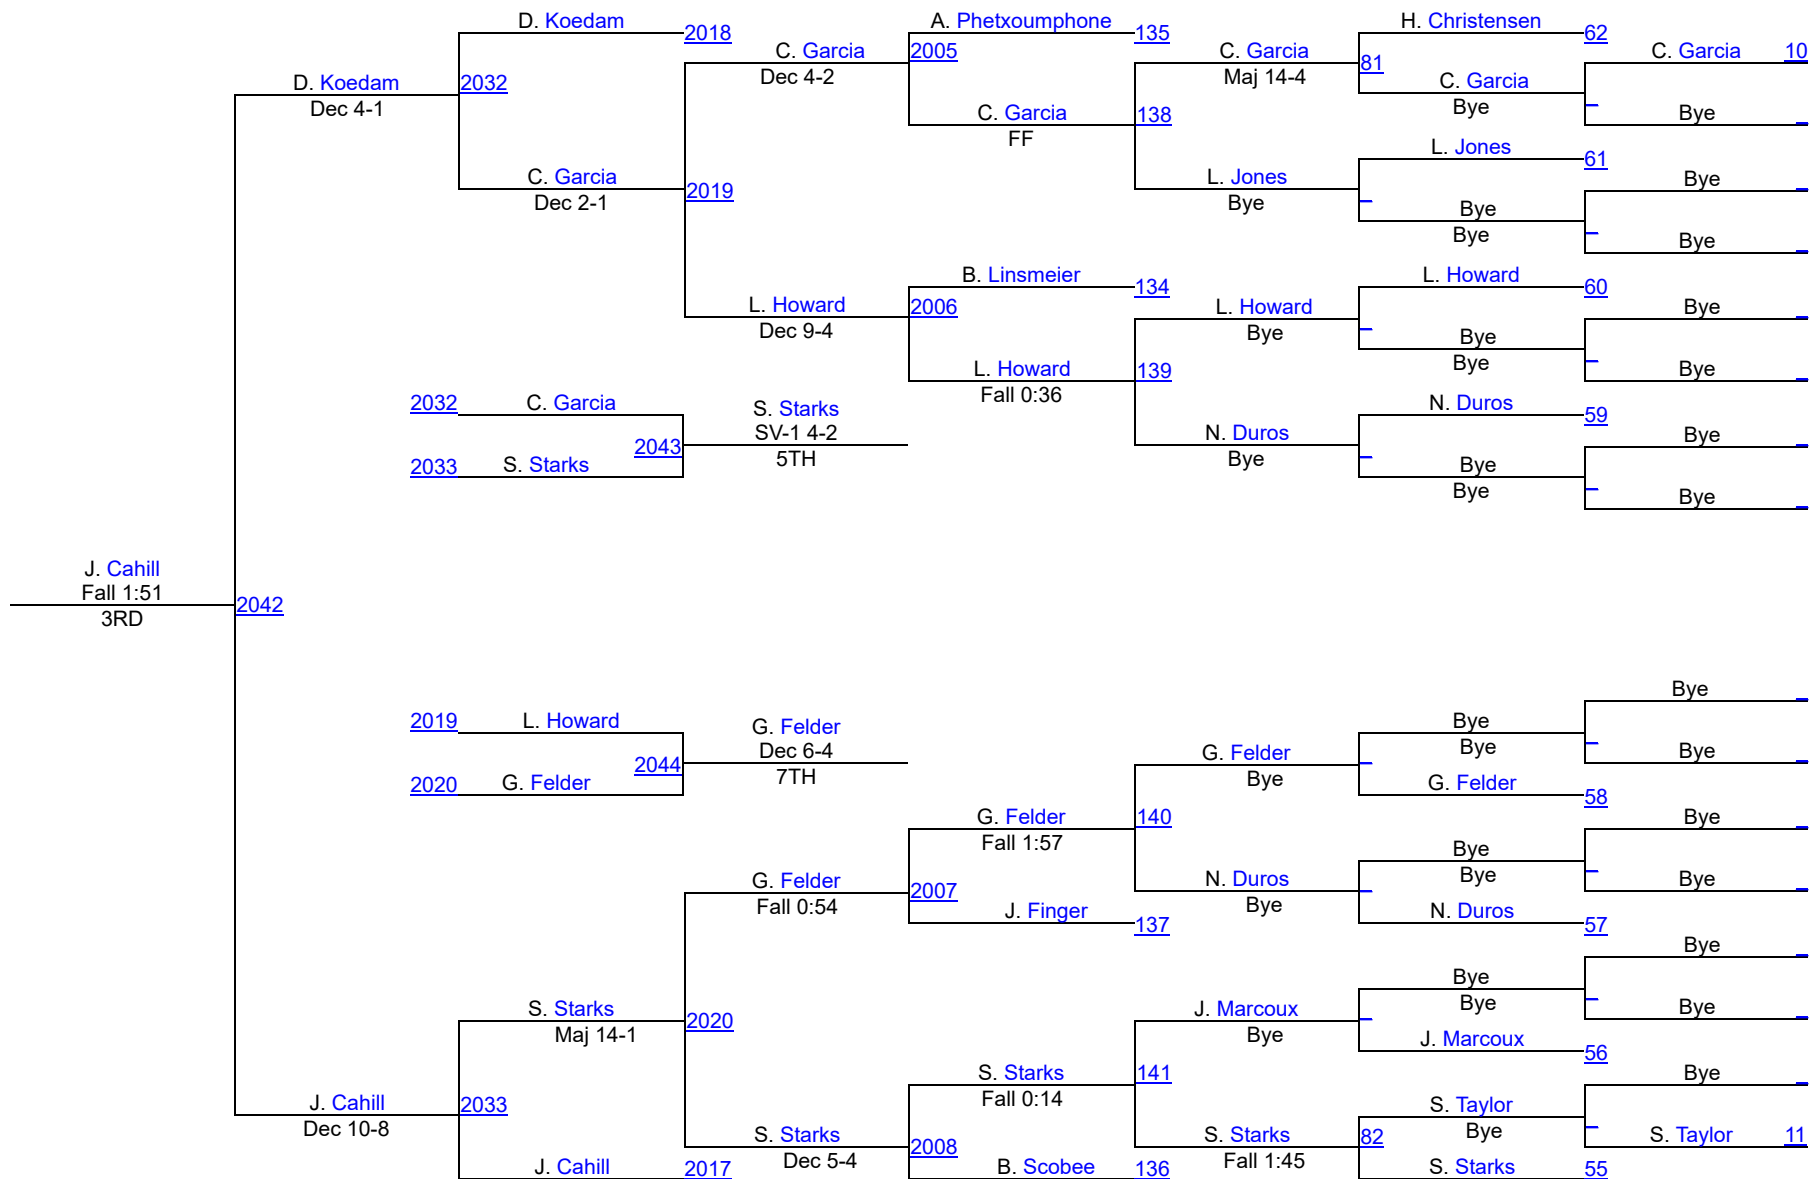 D. Koedam
2018
A. Phetxoumphone
135
H. Christensen
62
C. Garcia
Dec 4-2
2005
C. Garcia
Maj 14-4
81
C. Garcia
10
D. Koedam
Dec 4-1
2032
C. Garcia
Bye
Bye
C. Garcia
FF
138
L. Jones
61
C. Garcia
Dec 2-1
2019
L. Jones
Bye
Bye
Bye
Bye
Bye
B. Linsmeier
134
L. Howard
60
L. Howard
Dec 9-4
2006
L. Howard
Bye
Bye
Bye
Bye
Bye
L. Howard
Fall 0:36
139
2032
C. Garcia
2043
2033
S. Starks
S. Starks
SV-1 4-2
5TH
N. Duros
59
N. Duros
Bye
Bye
Bye
Bye
Bye
J. Cahill
Fall 1:51
3RD
2042
2019
L. Howard
2044
2020
G. Felder
G. Felder
Dec 6-4
7TH
Bye
Bye
Bye
Bye
G. Felder
Bye
G. Felder
58
G. Felder
Fall 1:57
140
Bye
Bye
Bye
Bye
G. Felder
Fall 0:54
2007
N. Duros
Bye
J. Finger
137
N. Duros
57
Bye
Bye
Bye
Bye
S. Starks
Maj 14-1
2020
J. Marcoux
Bye
J. Marcoux
56
S. Starks
Fall 0:14
141
Bye
J. Cahill
Dec 10-8
2033
S. Taylor
Bye
S. Starks
Dec 5-4
2008
S. Starks
Fall 1:45
82
S. Taylor
11
J. Cahill
2017
B. Scobee
136
S. Starks
55